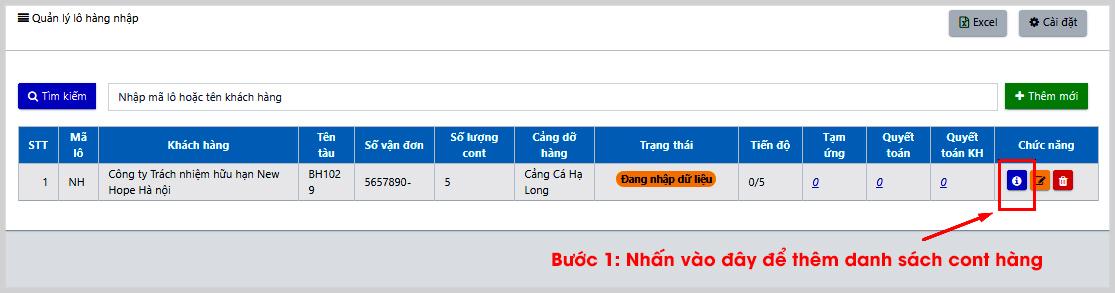 Quản lý lô hàng nhập
Excel
Cài đặt
Tìm kiếm
Nhập mã lô hoặc tên khách hàng
Thêm mới
STT Mã lô Khách hàng Tên tàu Số vận đơn Số lượng cont Cảng dỡ hàng Trạng thái Tiến độ Tạm ứng Quyết toán Quyết toán KH Chức năng
1 NH Công ty Trách nhiệm hữu hạn New Hope Hà nội BH1029 5657890- 5 Cảng Cá Hạ Long Đang nhập dữ liệu 0/5 0 0 0
Bước 1: Nhấn vào đây để thêm danh sách cont hàng